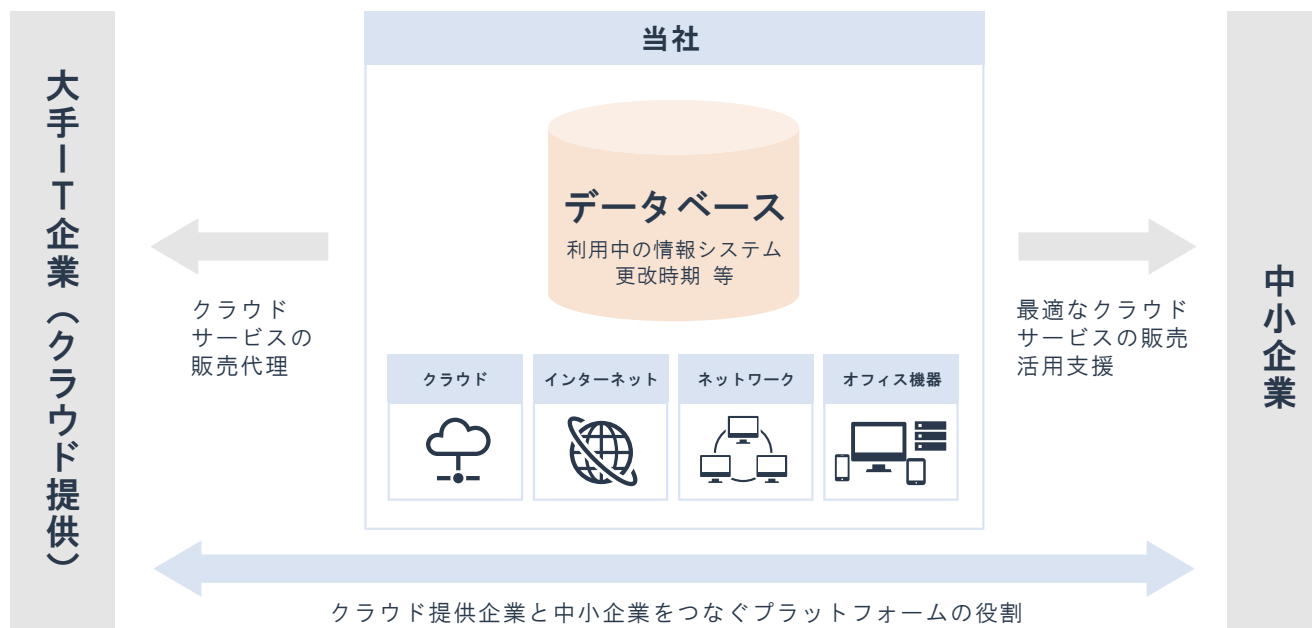 当社
大手IT企業（クラウド提供）
データベース
利用中の情報システム
更改時期 等
クラウド
サービスの
販売代理
最適なクラウド
サービスの販売
活用支援
中小企業
クラウド
インターネット
ネットワーク
オフィス機器
クラウド提供企業と中小企業をつなぐプラットフォームの役割